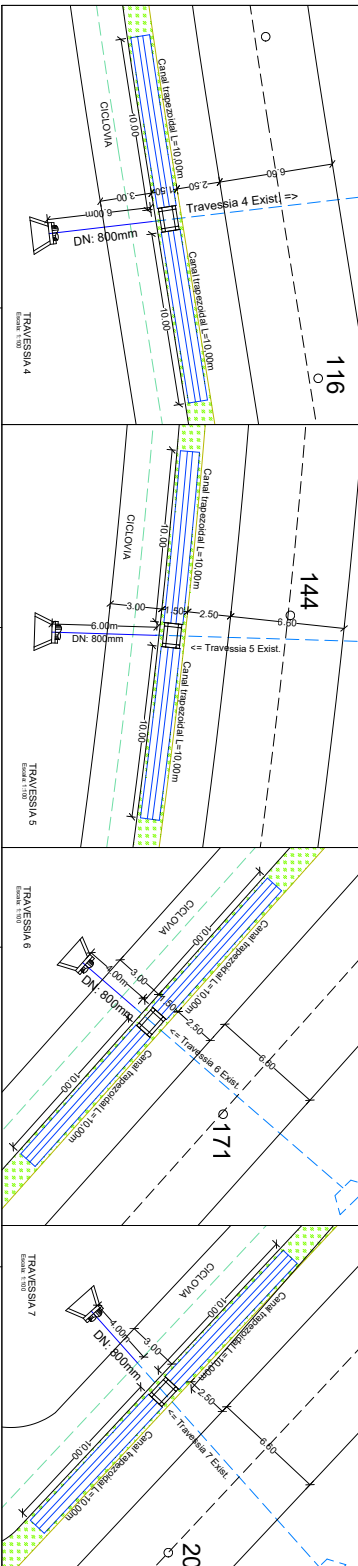 116
6.60
2.50
Travessia 4 Exist. =>
Canal trapezoidal L=10,00m
Canal trapezoidal L=10,00m
10.00
10.00
1.50
3.00
CICLOVIA
6.00m
DN: 800mm
TRAVESSIA 4
Escala: 1:100
144
6.60
2.50
<= Travessia 5 Exist.
Canal trapezoidal L=10,00m
Canal trapezoidal L=10,00m
10.00
10.00
1.50
3.00
CICLOVIA
6.00m
DN: 800mm
TRAVESSIA 5
Escala: 1:100
171
6.60
2.50
<= Travessia 6 Exist.
Canal trapezoidal L=10,00m
Canal trapezoidal L=10,00m
10.00
10.00
1.50
3.00
CICLOVIA
4.00m
DN: 800mm
TRAVESSIA 6
Escala: 1:100
20
6.60
2.50
<= Travessia 7 Exist.
Canal trapezoidal L=10,00m
Canal trapezoidal L=10,00m
10.00
10.00
3.00
CICLOVIA
4.00m
DN: 800mm
TRAVESSIA 7
Escala: 1:100